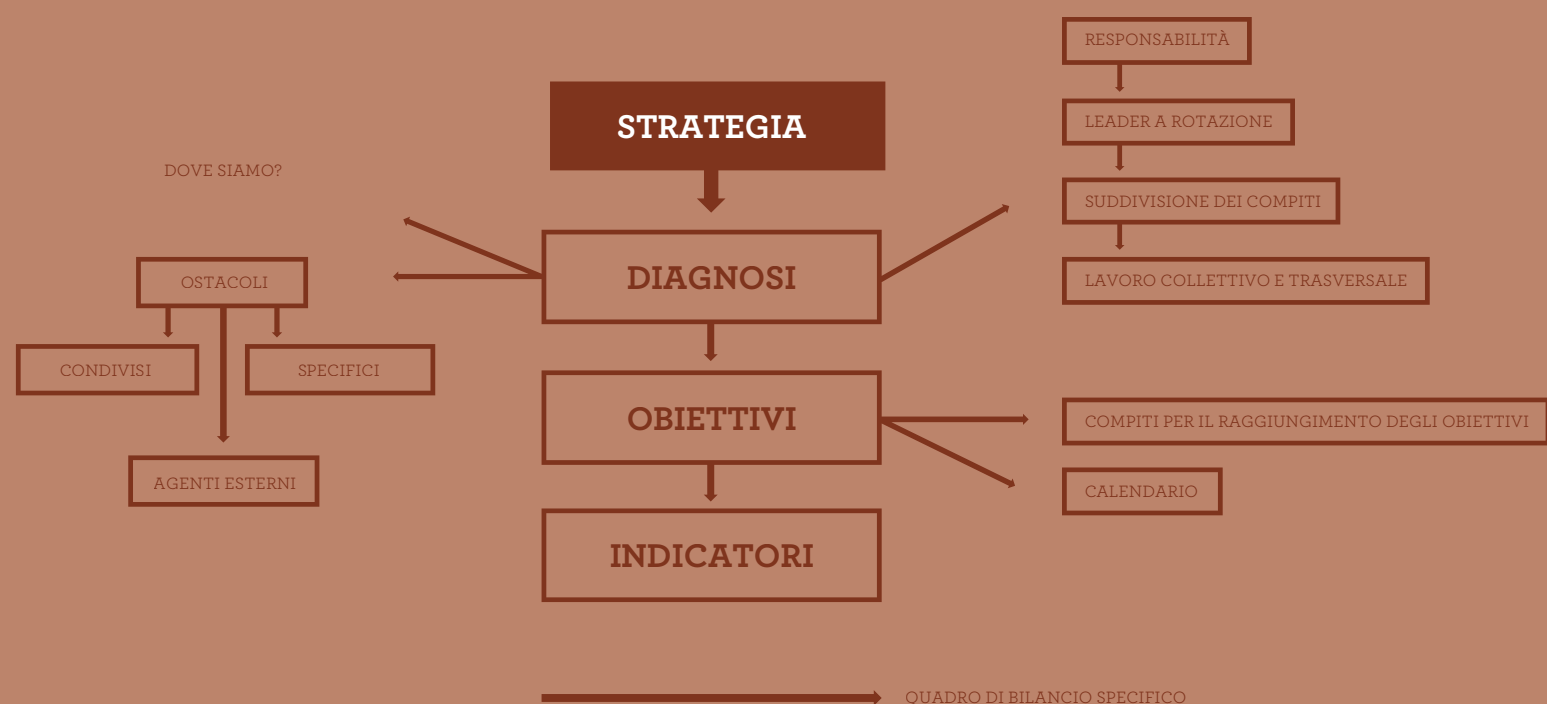 RESPONSABILITÀ
STRATEGIA
LEADER A ROTAZIONE
DOVE SIAMO?
SUDDIVISIONE DEI COMPITI
DIAGNOSI
OSTACOLI
LAVORO COLLETTIVO E TRASVERSALE
CONDIVISI
SPECIFICI
OBIETTIVI
COMPITI PER IL RAGGIUNGIMENTO DEGLI OBIETTIVI
AGENTI ESTERNI
CALENDARIO
INDICATORI
QUADRO DI BILANCIO SPECIFICO